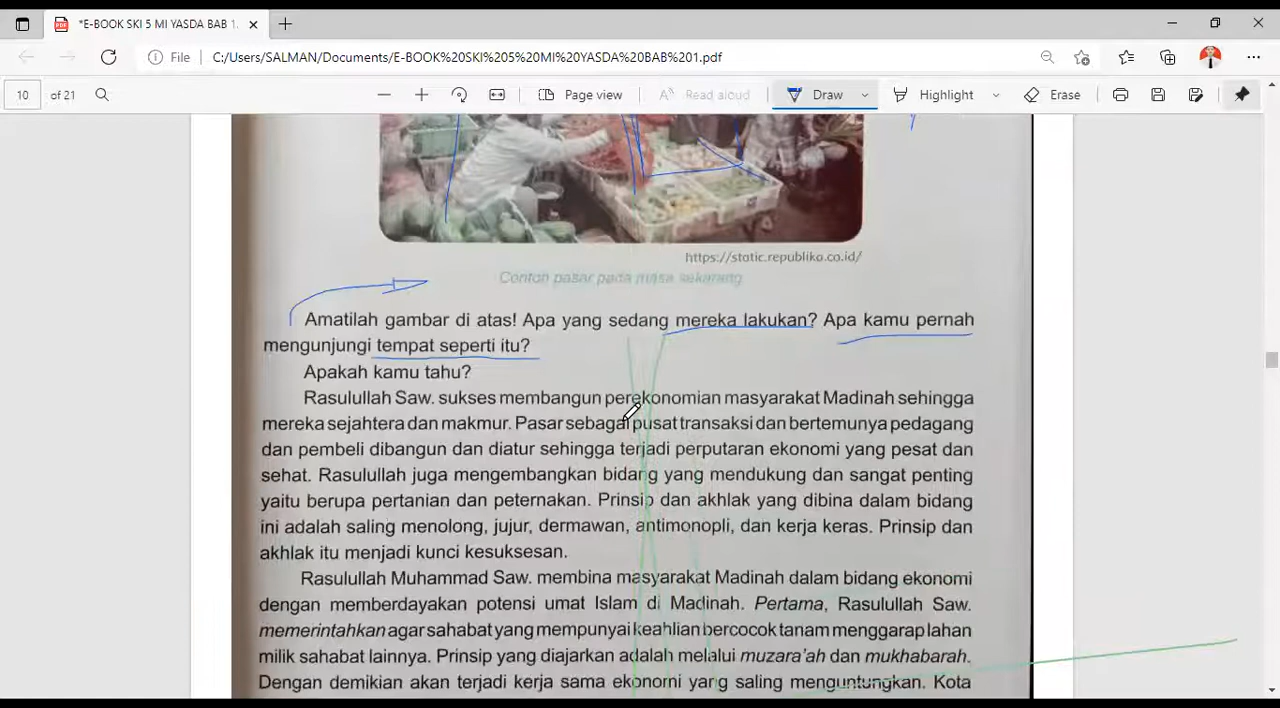 *E-BOOK SKI 5 MI YASDA BAB 1.
File C:/Users/SALMAN/Documents/E-BOOK%20SKI%205%20MI%20YASDA%20BAB%201.pdf
10 of 21 Page view Read aloud Draw Highlight Erase
https://static.republika.co.id/
Contoh pasar pada masa sekarang
Amatilah gambar di atas! Apa yang sedang mereka lakukan? Apa kamu pernah
mengunjungi tempat seperti itu?
Apakah kamu tahu?
Rasulullah Saw. sukses membangun perekonomian masyarakat Madinah sehingga
mereka sejahtera dan makmur. Pasar sebagai pusat transaksi dan bertemunya pedagang
dan pembeli dibangun dan diatur sehingga terjadi perputaran ekonomi yang pesat dan
sehat. Rasulullah juga mengembangkan bidang yang mendukung dan sangat penting
yaitu berupa pertanian dan peternakan. Prinsip dan akhlak yang dibina dalam bidang
ini adalah saling menolong, jujur, dermawan, antimonopli, dan kerja keras. Prinsip dan
akhlak itu menjadi kunci kesuksesan.
Rasulullah Muhammad Saw. membina masyarakat Madinah dalam bidang ekonomi
dengan memberdayakan potensi umat Islam di Madinah. Pertama, Rasulullah Saw.
memerintahkan agar sahabat yang mempunyai keahlian bercocok tanam menggarap lahan
milik sahabat lainnya. Prinsip yang diajarkan adalah melalui muzara'ah dan mukhabarah.
Dengan demikian akan terjadi kerja sama ekonomi yang saling menguntungkan. Kota